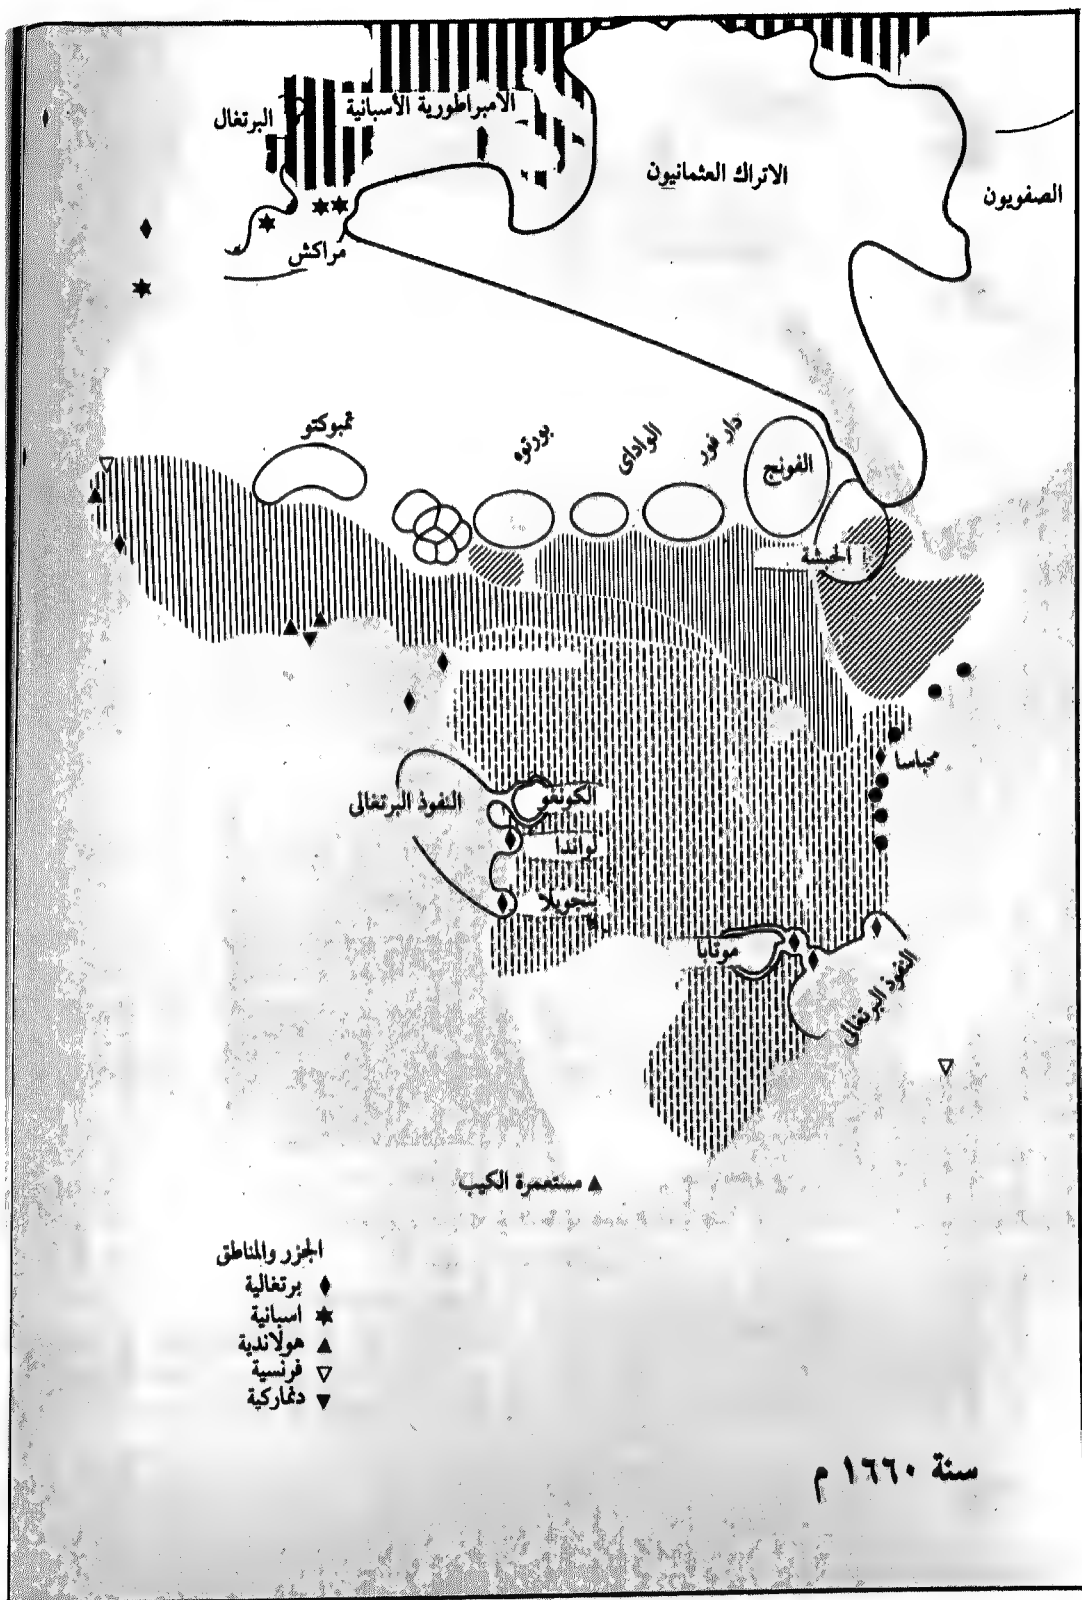 الامبراطورية الأسبانية
البرتغال
الاتراك العثمانيون
الصفويون
مراكش
تمبوكتو
بورتوه
الواداى
دار فور
الفونج
الحبشة
ممباسا
النفوذ البرتغالى
الكونغو
لواندا
بنجويلا
موتابا
النفوذ البرتغالى
مستعمرة الكيب
الجزر والمناطق
برتغالية
اسبانية
هولاندية
فرنسية
دنماركية
سنة ١٦٦٠ م